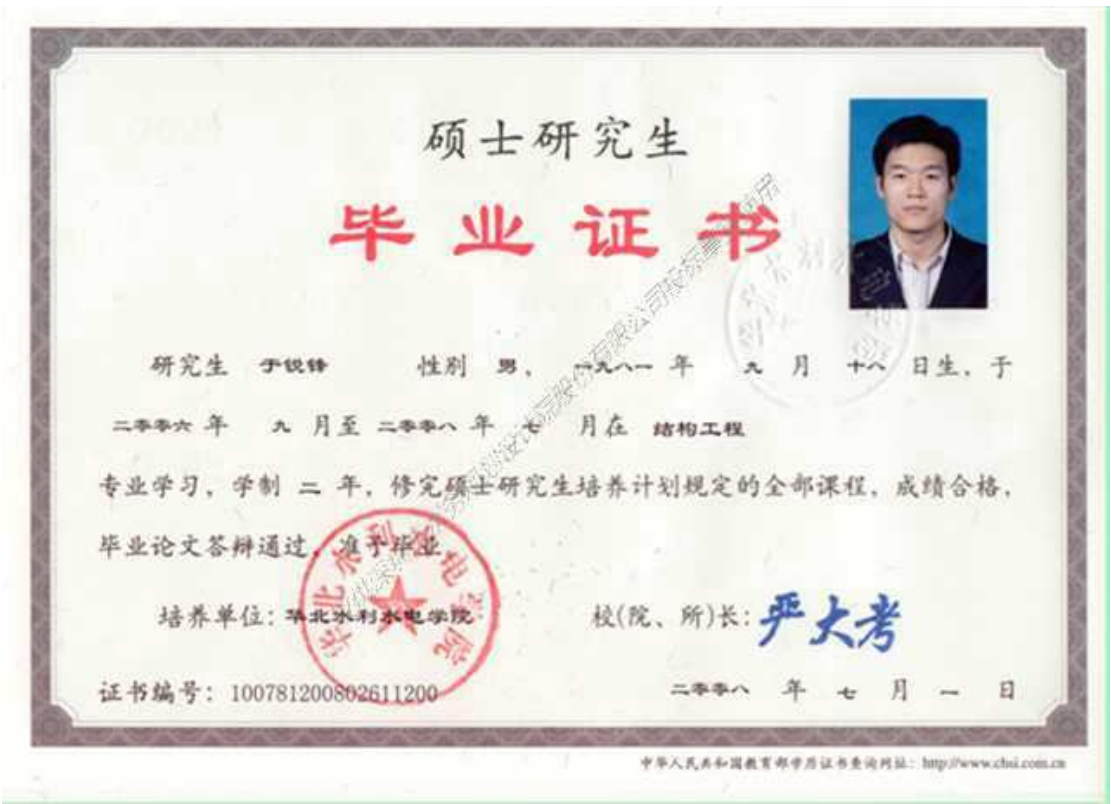 硕士研究生
毕业证书
研究生 于锐锋 性别 男, 一九八一 年 九 月 十八 日生, 于
二零零六 年 九 月至 二零零八 年 七 月在 结构工程
专业学习, 学制 二 年, 修完硕士研究生培养计划规定的全部课程, 成绩合格,
毕业论文答辩通过, 准予毕业
培养单位: 华北水利水电学院
校(院、所)长: 严大考
证书编号: 100781200802611200
二零零八 年 七 月 一 日
华北水利水电学院
中华人民共和国教育部学历证书查询网址: http://www.chsi.com.cn